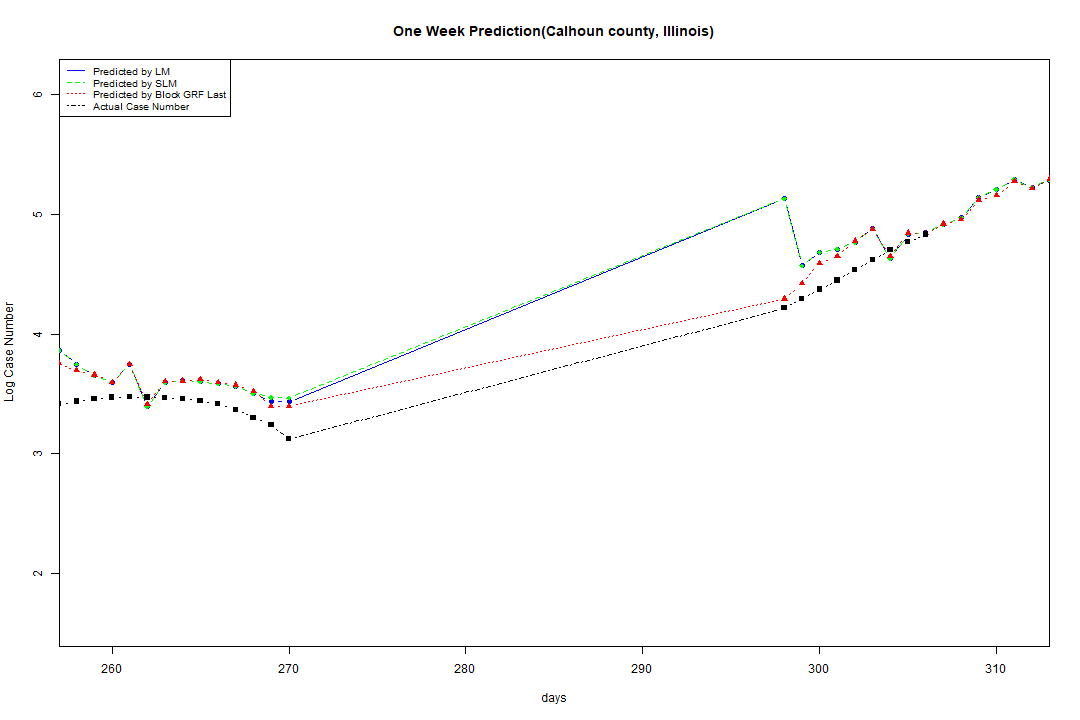 One Week Prediction(Calhoun county, Illinois)
Predicted by LM
Predicted by SLM
Predicted by Block GRF Last
Actual Case Number
6
5
4
3
2
Log Case Number
260 270 280 290 300 310
days